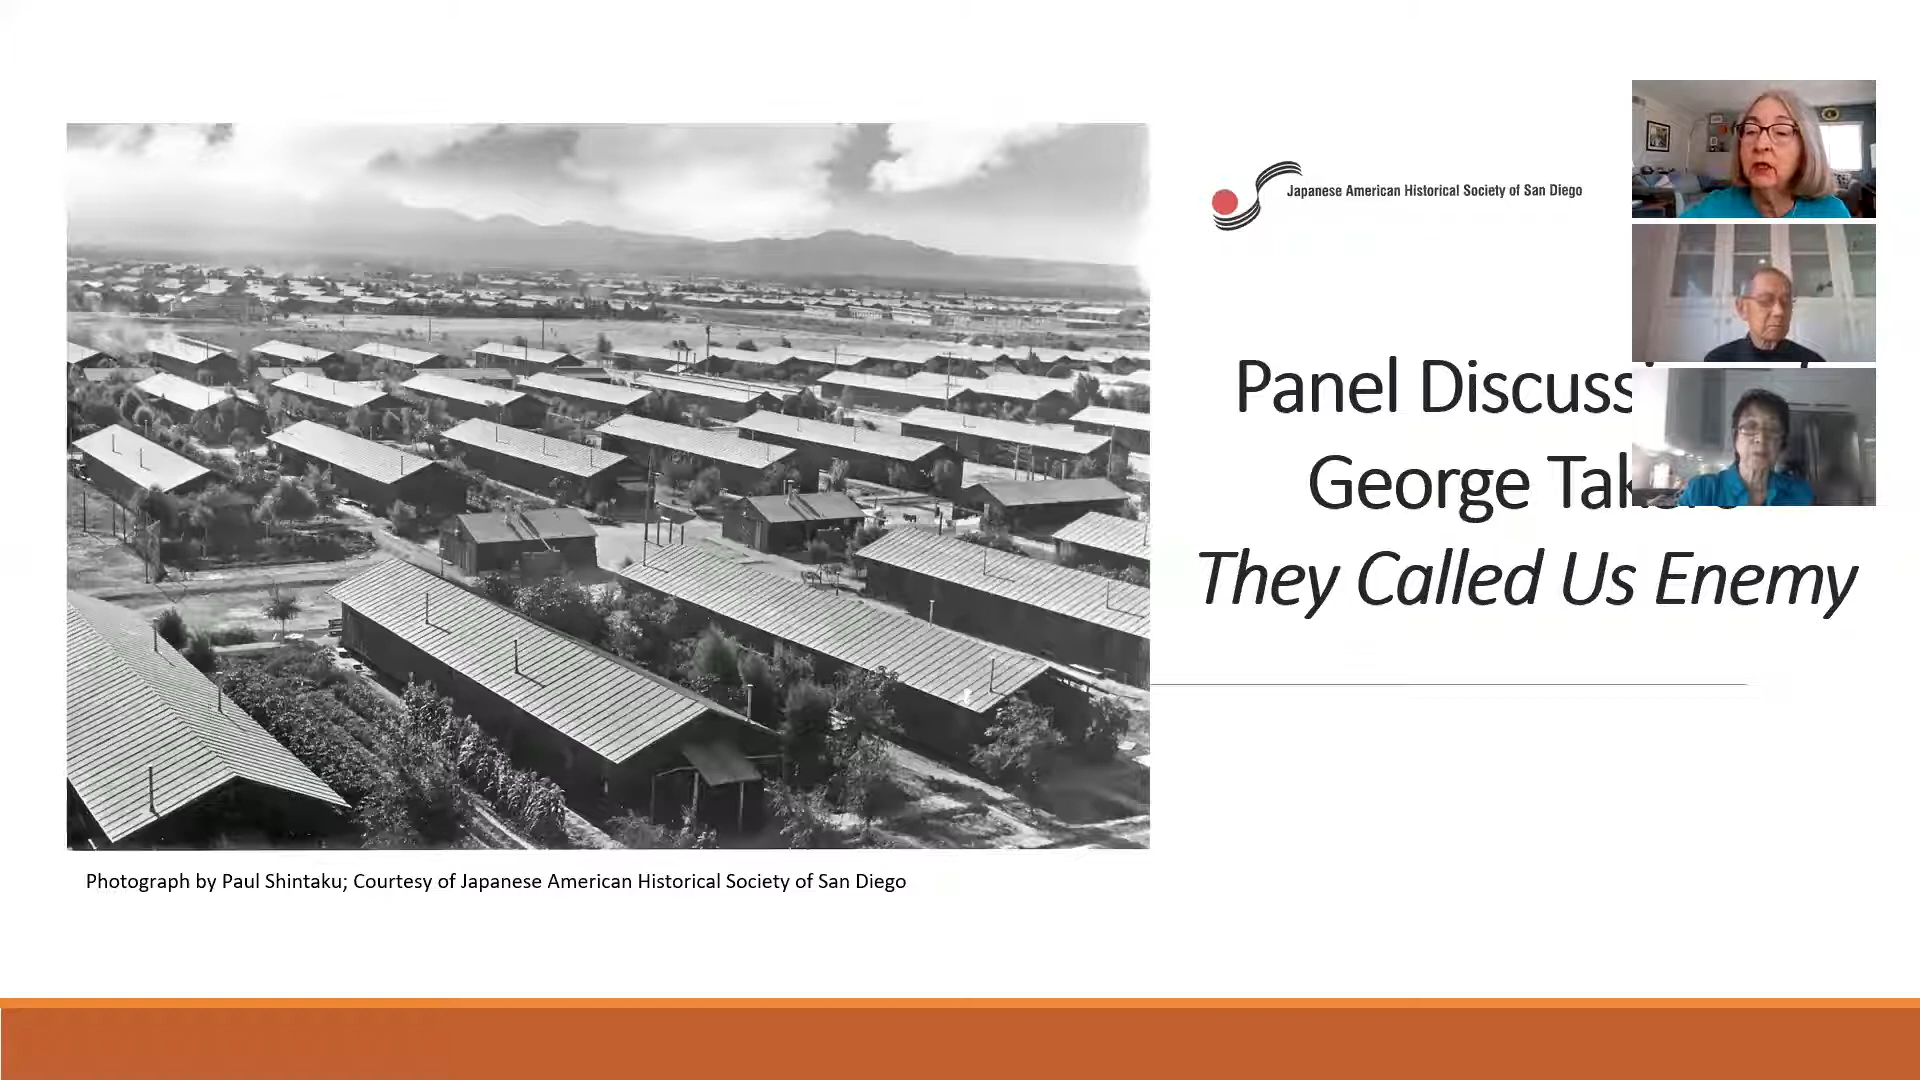 Japanese American Historical Society of San Diego
Panel Discuss
George Tak
They Called Us Enemy
Photograph by Paul Shintaku; Courtesy of Japanese American Historical Society of San Diego